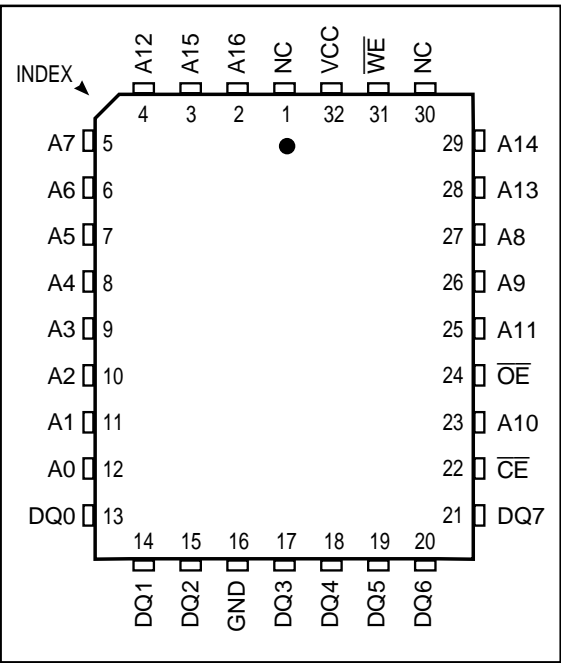 A12 A15 A16 NC VCC W̅E̅ NC
INDEX
4 3 2 1 32 31 30
A7 5 29 A14
A6 6 28 A13
A5 7 27 A8
A4 8 26 A9
A3 9 25 A11
A2 10 24 O̅E̅
A1 11 23 A10
A0 12 22 C̅E̅
DQ0 13 21 DQ7
14 15 16 17 18 19 20
DQ1 DQ2 GND DQ3 DQ4 DQ5 DQ6